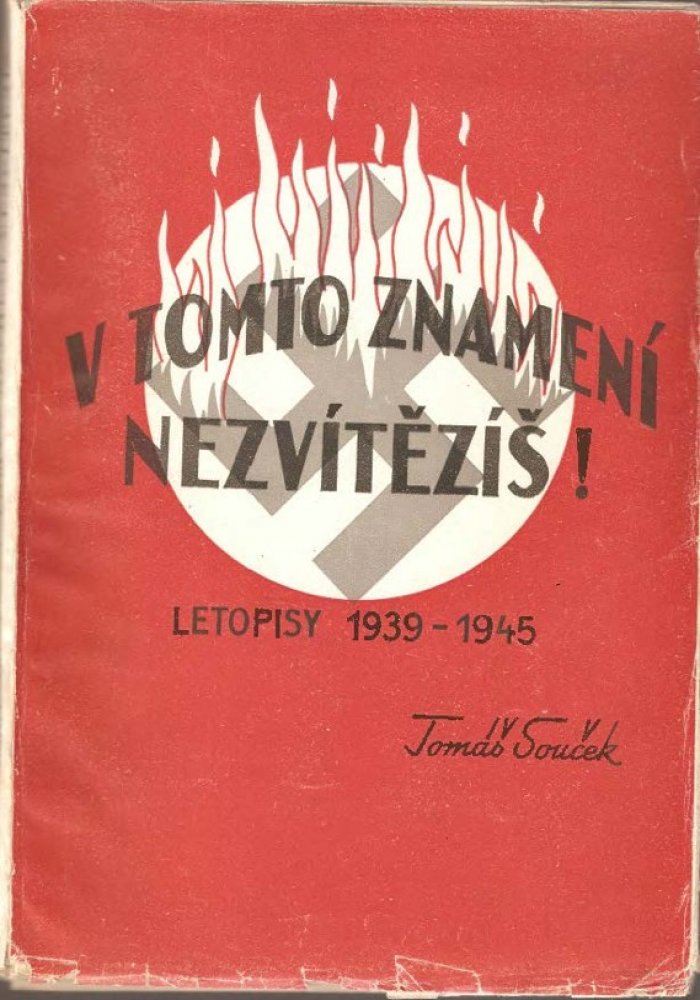 V TOMTO ZNAMENÍ
NEZVÍTĚZÍŠ!
LETOPISY 1939-1945
Tomáš Souček